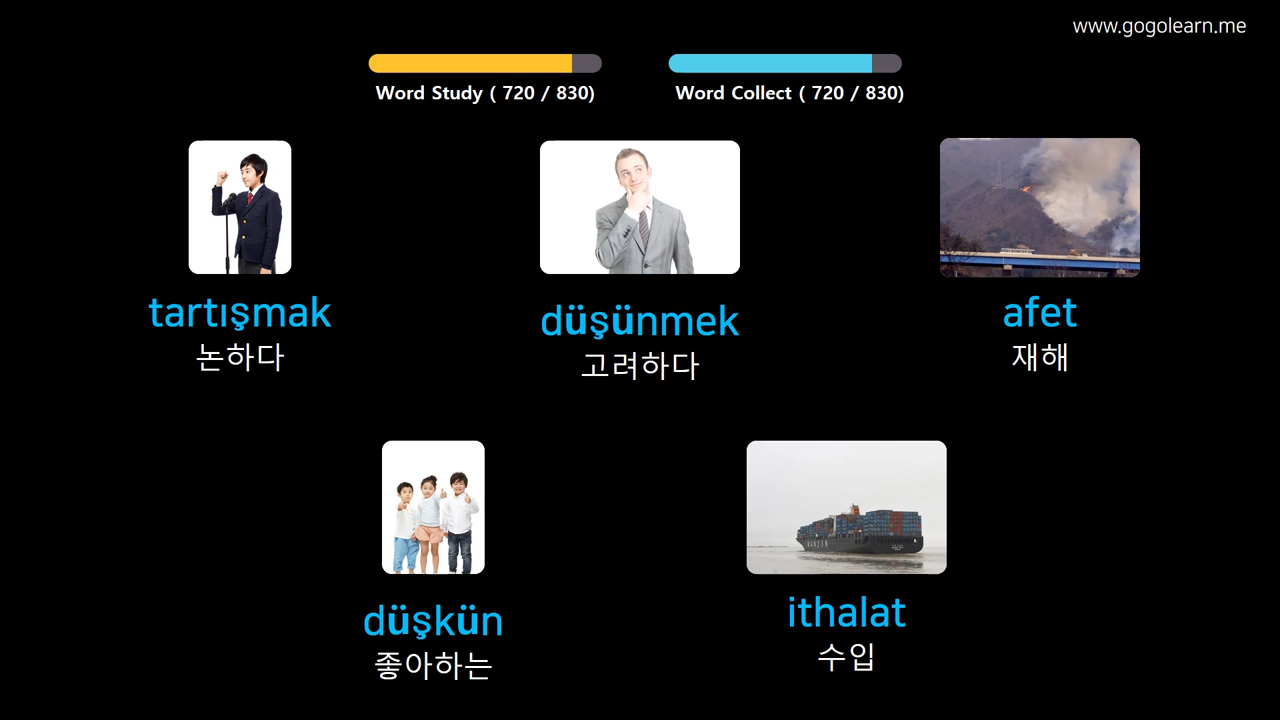 www.gogolearn.me
Word Study ( 720 / 830)
Word Collect ( 720 / 830)
tartışmak
논하다
düşünmek
고려하다
afet
재해
düşkün
좋아하는
ithalat
수입